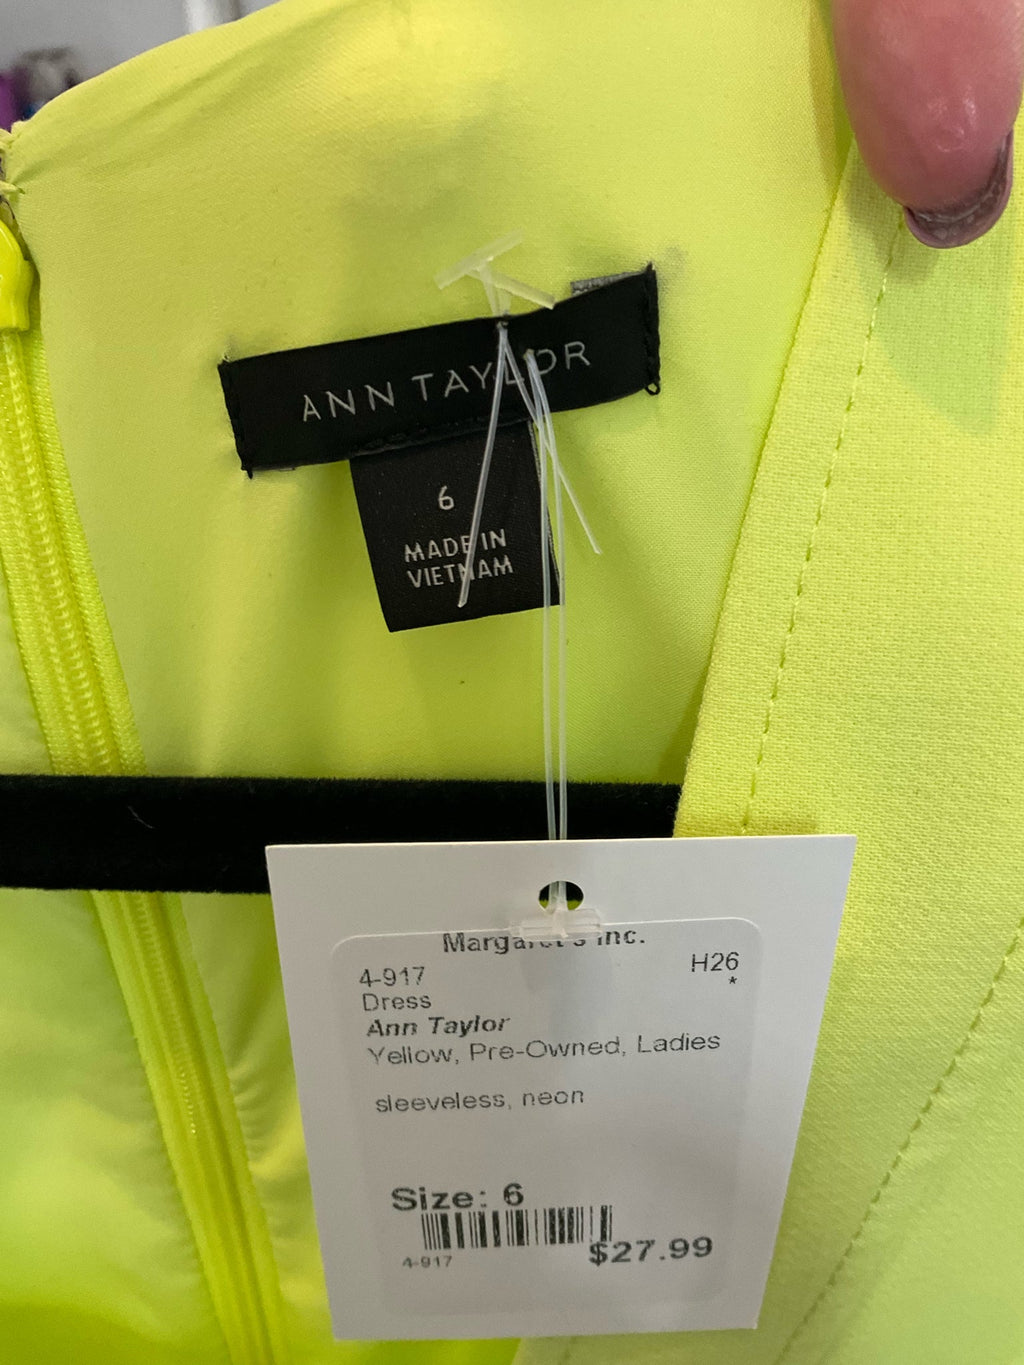 ANN TAYLOR
6
MADE IN
VIETNAM
Margaret's Inc.
4-917
H26
*
Dress
Ann Taylor
Yellow, Pre-Owned, Ladies
sleeveless, neon
Size: 6
4-917
$27.99